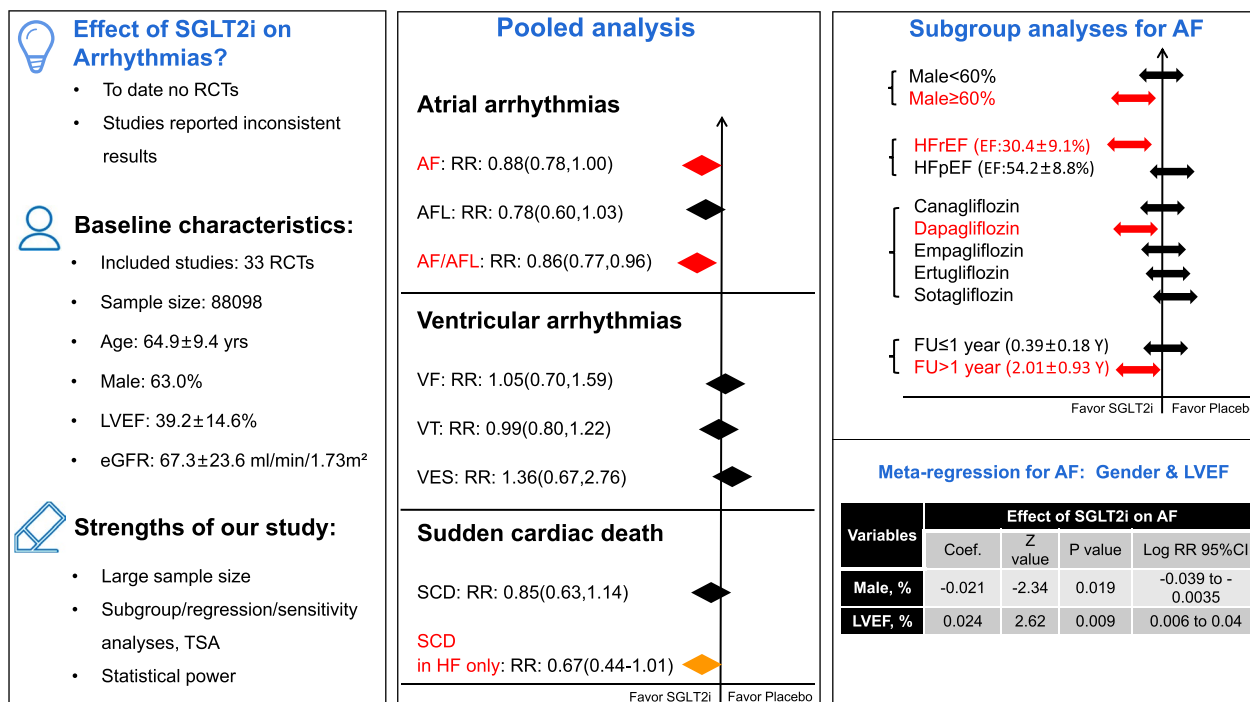 Effect of SGLT2i on
Arrhythmias?
• To date no RCTs
• Studies reported inconsistent
results
Baseline characteristics:
• Included studies: 33 RCTs
• Sample size: 88098
• Age: 64.9±9.4 yrs
• Male: 63.0%
• LVEF: 39.2±14.6%
• eGFR: 67.3±23.6 ml/min/1.73m²
Strengths of our study:
• Large sample size
• Subgroup/regression/sensitivity
analyses, TSA
• Statistical power
Pooled analysis
Atrial arrhythmias
AF: RR: 0.88(0.78,1.00)
AFL: RR: 0.78(0.60,1.03)
AF/AFL: RR: 0.86(0.77,0.96)
Ventricular arrhythmias
VF: RR: 1.05(0.70,1.59)
VT: RR: 0.99(0.80,1.22)
VES: RR: 1.36(0.67,2.76)
Sudden cardiac death
SCD: RR: 0.85(0.63,1.14)
SCD
in HF only: RR: 0.67(0.44-1.01)
Favor SGLT2i Favor Placebo
Subgroup analyses for AF
Male<60%
Male≥60%
HFrEF (EF:30.4±9.1%)
HFpEF (EF:54.2±8.8%)
Canagliflozin
Dapagliflozin
Empagliflozin
Ertugliflozin
Sotagliflozin
FU≤1 year (0.39±0.18 Y)
FU>1 year (2.01±0.93 Y)
Favor SGLT2i Favor Placebo
Meta-regression for AF: Gender & LVEF
Variables
Effect of SGLT2i on AF
Coef. Z value P value Log RR 95%CI
Male, % -0.021 -2.34 0.019 -0.039 to -
0.0035
LVEF, % 0.024 2.62 0.009 0.006 to 0.04